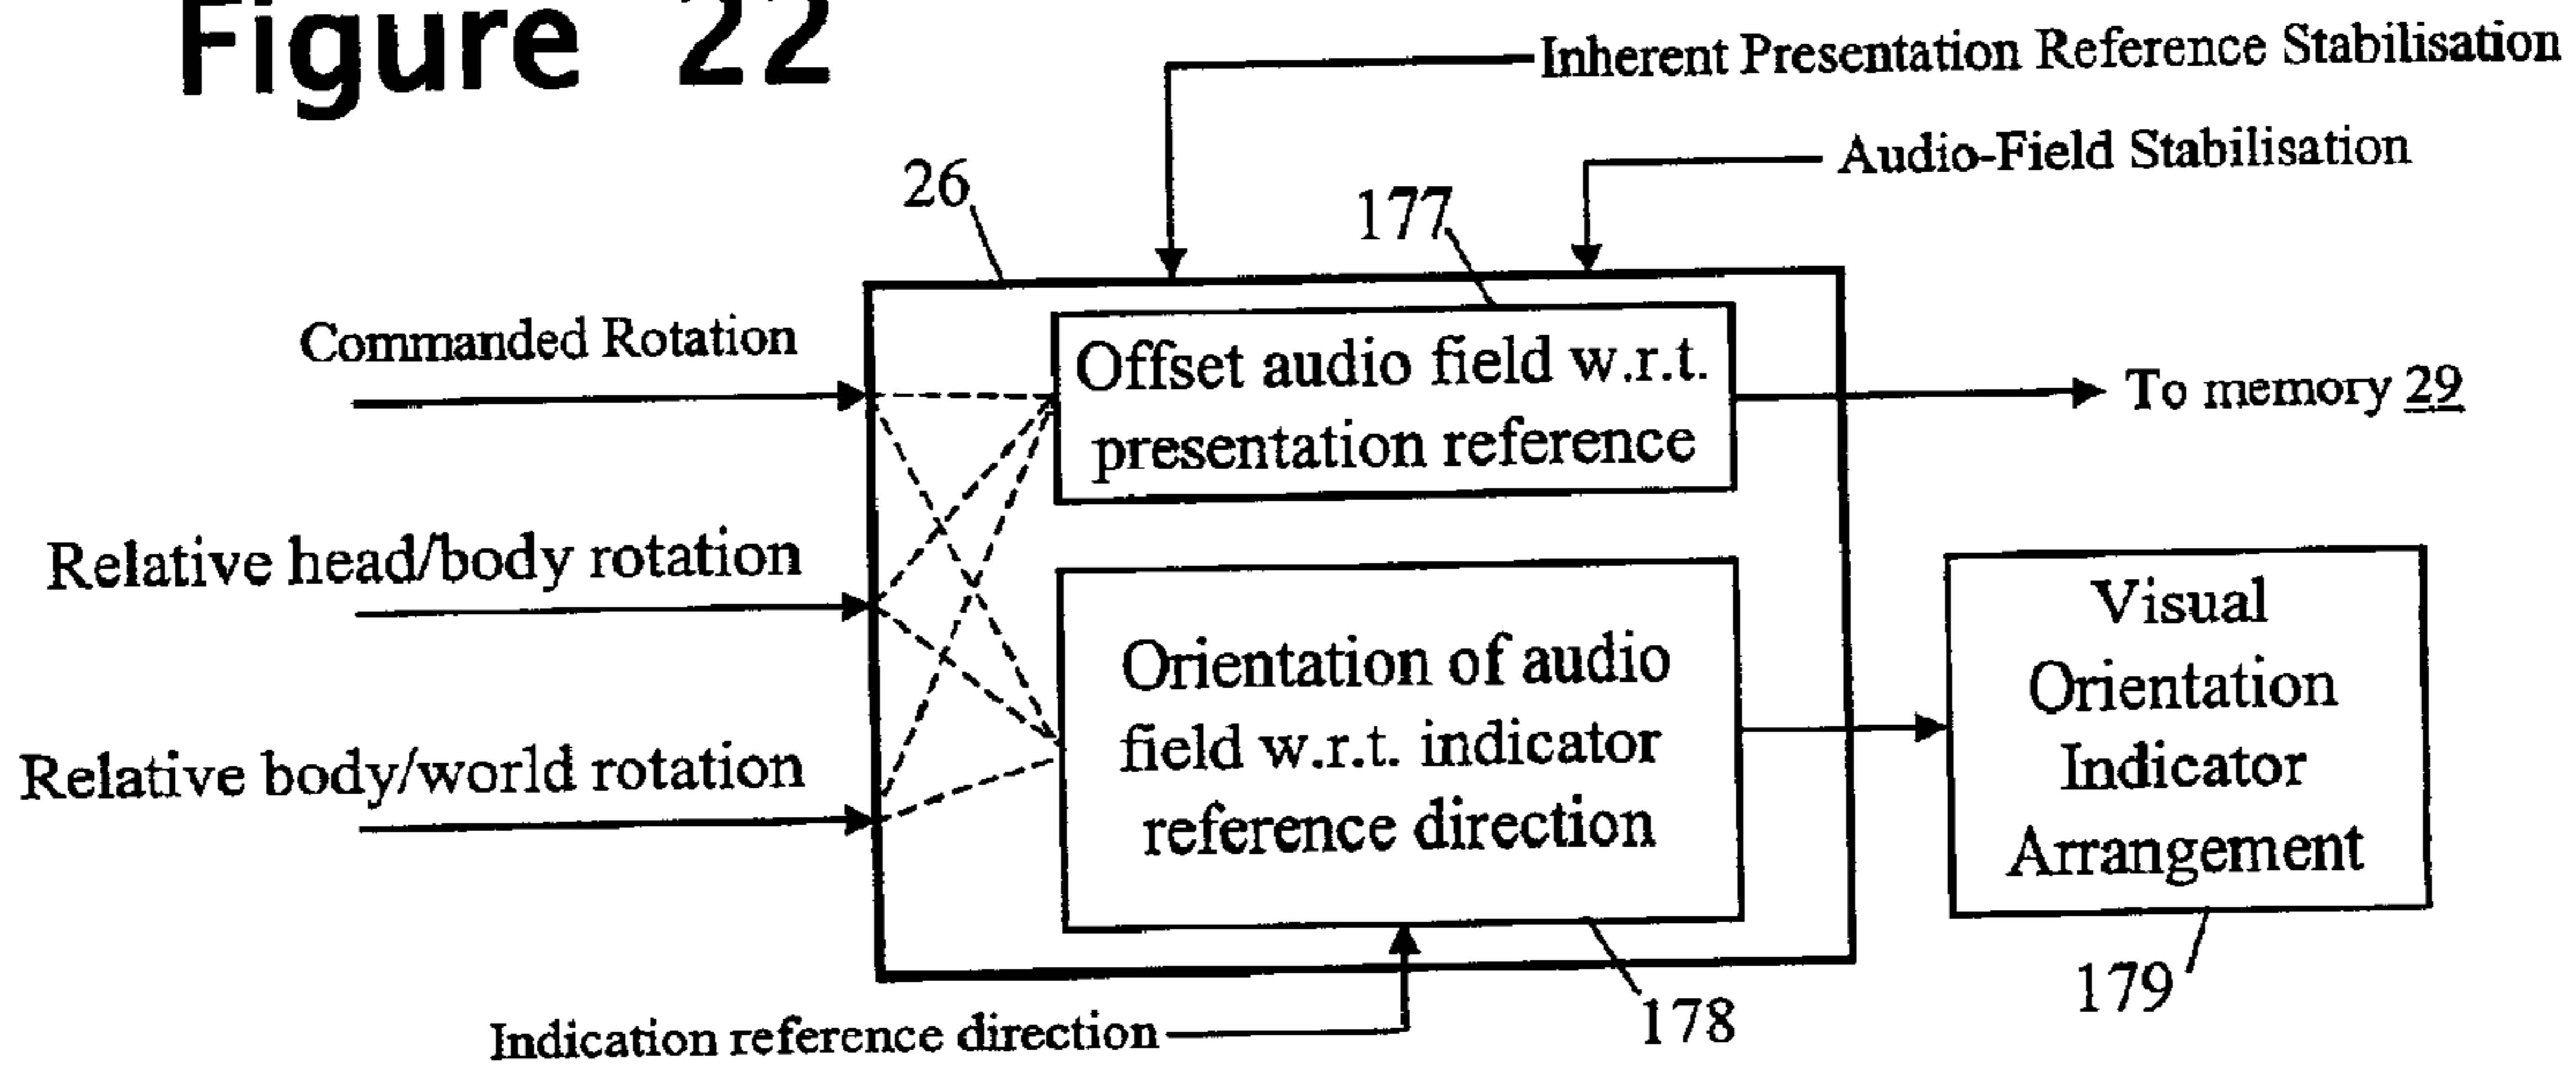 Figure 22
Inherent Presentation Reference Stabilisation
Audio-Field Stabilisation
26
177
Commanded Rotation
Offset audio field w.r.t.
presentation reference
To memory 29
Relative head/body rotation
Relative body/world rotation
Orientation of audio
field w.r.t. indicator
reference direction
Visual
Orientation
Indicator
Arrangement
Indication reference direction
178
179